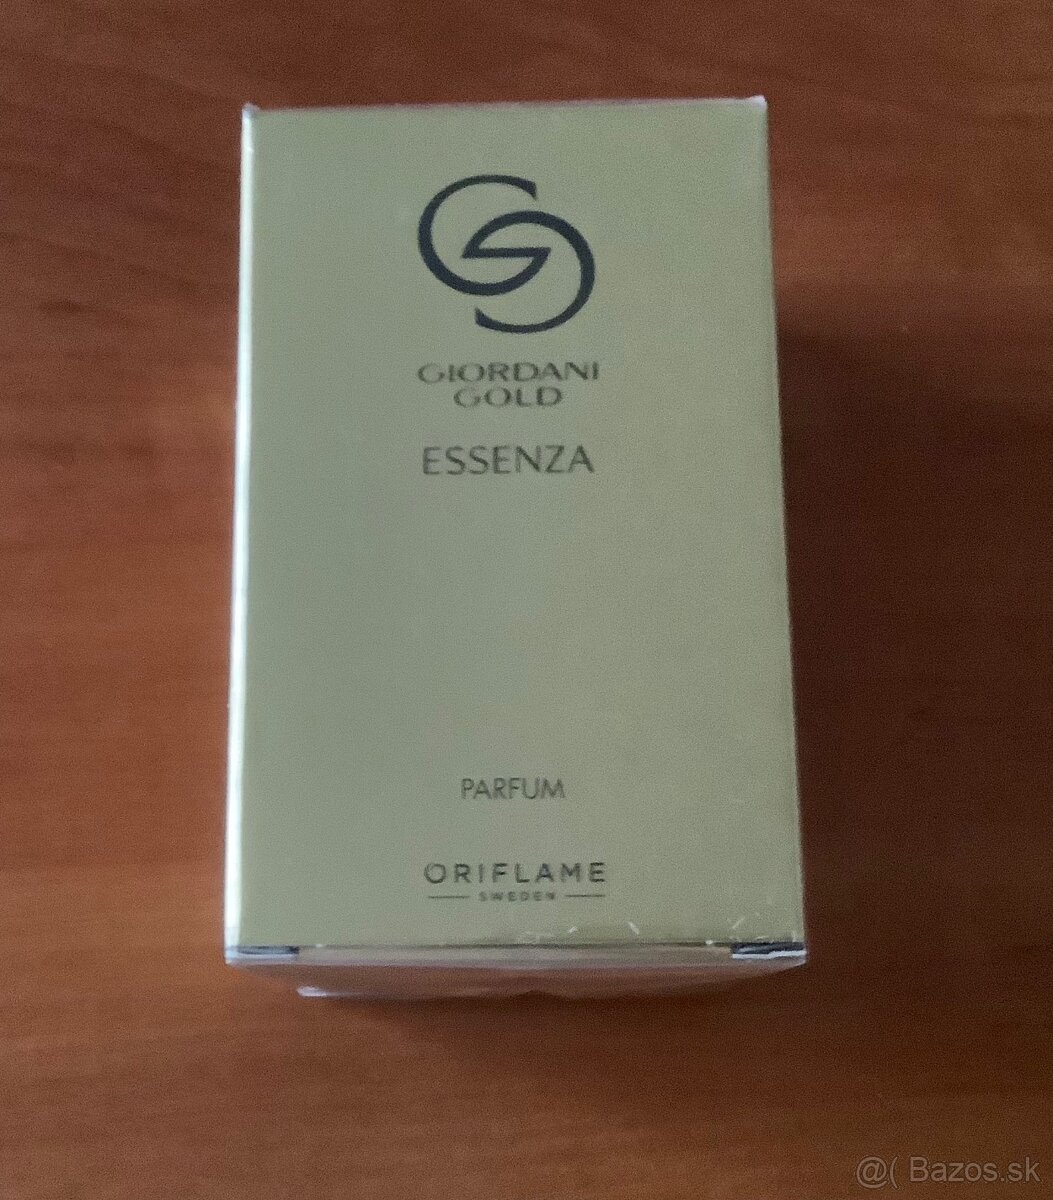 GIORDANI
GOLD
ESSENZA
PARFUM
ORIFLAME
SWEDEN
@( Bazos.sk